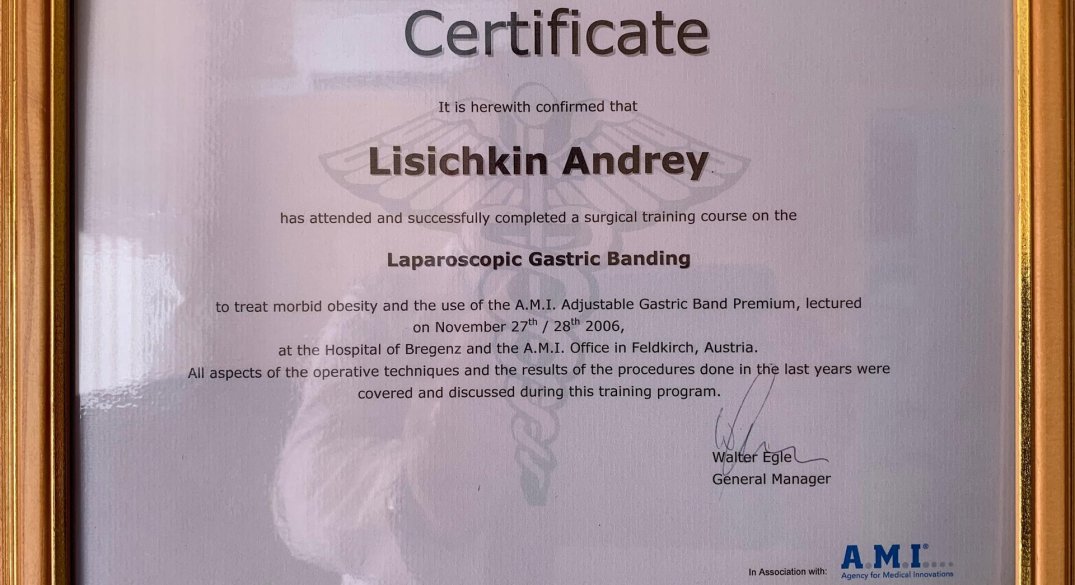 Certificate
It is herewith confirmed that
Lisichkin Andrey
has attended and successfully completed a surgical training course on the
Laparoscopic Gastric Banding
to treat morbid obesity and the use of the A.M.I. Adjustable Gastric Band Premium, lectured
on November 27th / 28th 2006,
at the Hospital of Bregenz and the A.M.I. Office in Feldkirch, Austria.
All aspects of the operative techniques and the results of the procedures done in the last years were
covered and discussed during this training program.
Walter Egle
General Manager
In Association with:
A.M.I.®
Agency for Medical Innovations